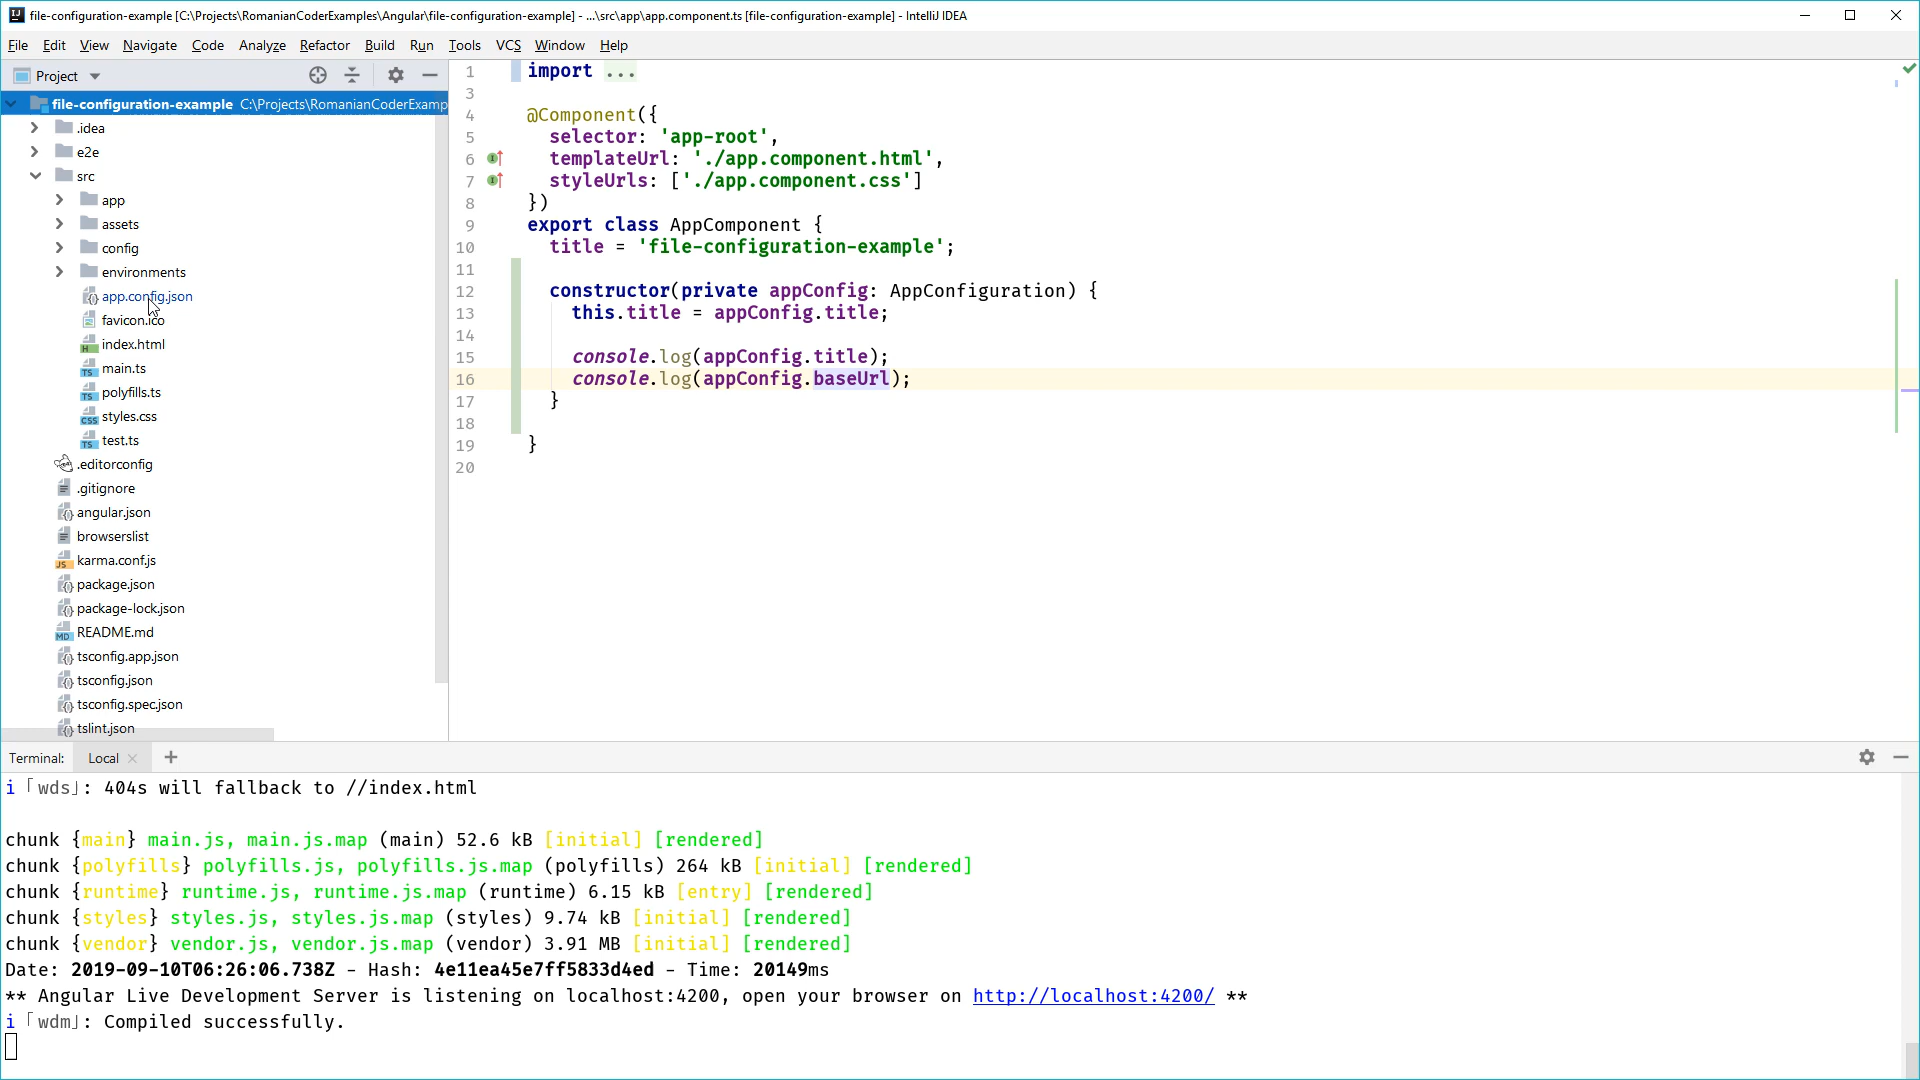 file-configuration-example [C:\Projects\RomanianCoderExamples\Angular\file-configuration-example] - ...\src\app\app.component.ts [file-configuration-example] - IntelliJ IDEA
File Edit View Navigate Code Analyze Refactor Build Run Tools VCS Window Help
Project
file-configuration-example C:\Projects\RomanianCoderExamp
.idea
e2e
src
app
assets
config
environments
app.config.json
favicon.ico
index.html
main.ts
polyfills.ts
styles.css
test.ts
.editorconfig
.gitignore
angular.json
browserslist
karma.conf.js
package.json
package-lock.json
README.md
tsconfig.app.json
tsconfig.json
tsconfig.spec.json
tslint.json
1 import ...
3
4 @Component({
5 selector: 'app-root',
6 templateUrl: './app.component.html',
7 styleUrls: ['./app.component.css']
8 })
9 export class AppComponent {
10 title = 'file-configuration-example';
11
12 constructor(private appConfig: AppConfiguration) {
13 this.title = appConfig.title;
14
15 console.log(appConfig.title);
16 console.log(appConfig.baseUrl);
17 }
18
19 }
20
Terminal: Local
i ｢wds｣: 404s will fallback to //index.html
chunk {main} main.js, main.js.map (main) 52.6 kB [initial] [rendered]
chunk {polyfills} polyfills.js, polyfills.js.map (polyfills) 264 kB [initial] [rendered]
chunk {runtime} runtime.js, runtime.js.map (runtime) 6.15 kB [entry] [rendered]
chunk {styles} styles.js, styles.js.map (styles) 9.74 kB [initial] [rendered]
chunk {vendor} vendor.js, vendor.js.map (vendor) 3.91 MB [initial] [rendered]
Date: 2019-09-10T06:26:06.738Z - Hash: 4e11ea45e7ff5833d4ed - Time: 20149ms
** Angular Live Development Server is listening on localhost:4200, open your browser on http://localhost:4200/ **
i ｢wdm｣: Compiled successfully.